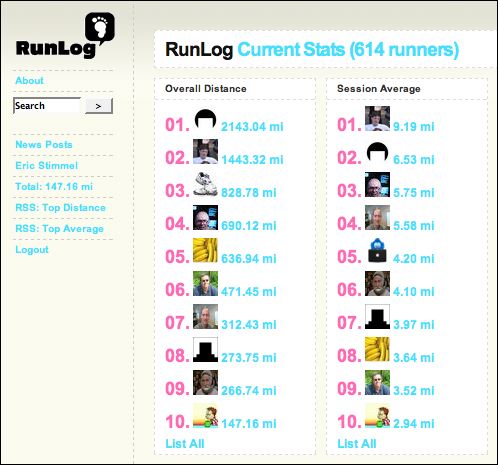 RunLog
About
Search >
News Posts
Eric Stimmel
Total: 147.16 mi
RSS: Top Distance
RSS: Top Average
Logout
RunLog Current Stats (614 runners)
Overall Distance
01. 2143.04 mi
02. 1443.32 mi
03. 828.78 mi
04. 690.12 mi
05. 636.94 mi
06. 471.45 mi
07. 312.43 mi
08. 273.75 mi
09. 266.74 mi
10. 147.16 mi
List All
Session Average
01. 9.19 mi
02. 6.53 mi
03. 5.75 mi
04. 5.58 mi
05. 4.20 mi
06. 4.10 mi
07. 3.97 mi
08. 3.64 mi
09. 3.52 mi
10. 2.94 mi
List All